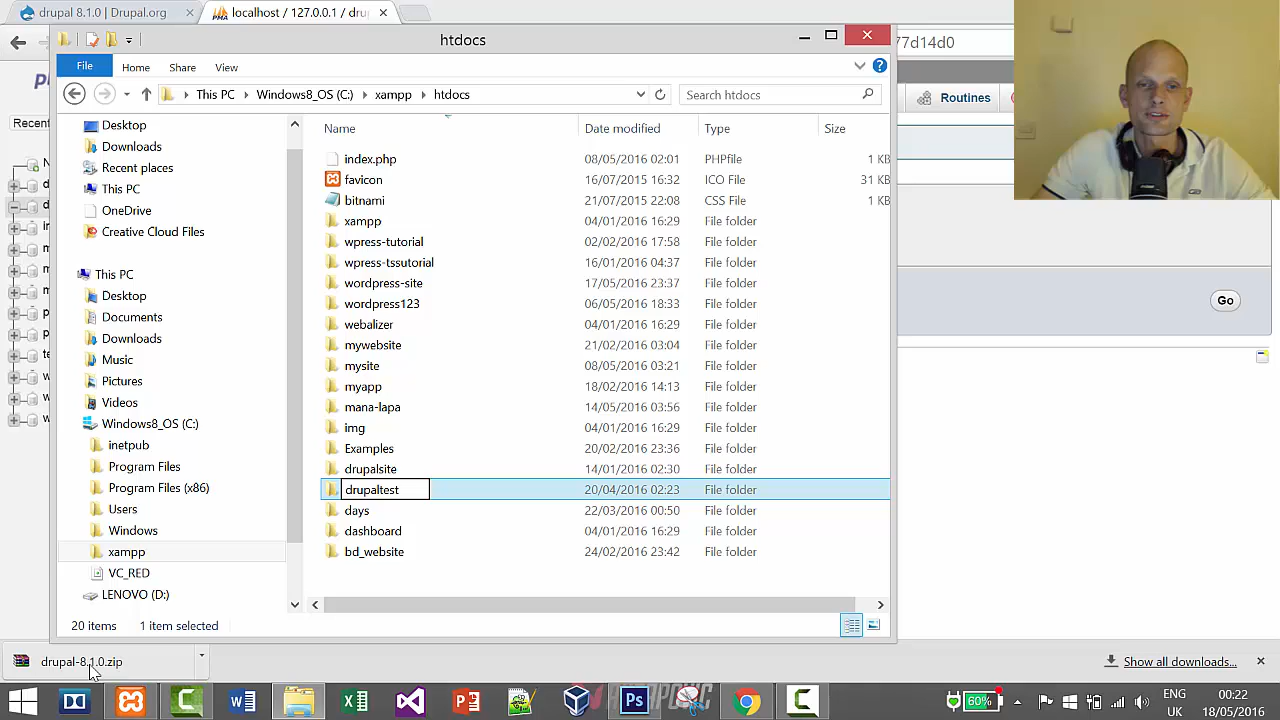 drupal 8.1.0 | Drupal.org
localhost / 127.0.0.1 / dru
htdocs
77d14d0
File
Home
Share
View
This PC
Windows8_OS (C:)
xampp
htdocs
Search htdocs
Routines
Recent
Name
Date modified
Type
Size
Desktop
Downloads
Recent places
This PC
OneDrive
Creative Cloud Files
This PC
Desktop
Documents
Downloads
Music
Pictures
Videos
Windows8_OS (C:)
inetpub
Program Files
Program Files (x86)
Users
Windows
xampp
VC_RED
LENOVO (D:)
index.php 08/05/2016 02:01 PHPfile 1 KB
favicon 16/07/2015 16:32 ICO File 31 KB
bitnami 21/07/2015 22:08 CSS File 1 KB
xampp 04/01/2016 16:29 File folder
wpress-tutorial 02/02/2016 17:58 File folder
wpress-tssutorial 16/01/2016 04:37 File folder
wordpress-site 17/05/2016 23:37 File folder
wordpress123 06/05/2016 18:33 File folder
webalizer 04/01/2016 16:29 File folder
mywebsite 21/02/2016 03:04 File folder
mysite 08/05/2016 03:21 File folder
myapp 18/02/2016 14:13 File folder
mana-lapa 14/05/2016 03:56 File folder
img 04/01/2016 16:29 File folder
Examples 20/02/2016 23:36 File folder
drupalsite 14/01/2016 02:30 File folder
drupaltest 20/04/2016 02:23 File folder
days 22/03/2016 00:50 File folder
dashboard 04/01/2016 16:29 File folder
bd_website 24/02/2016 23:42 File folder
Go
20 items
1 item selected
drupal-8.1.0.zip
Show all downloads...
60%
ENG
UK
00:22
18/05/2016